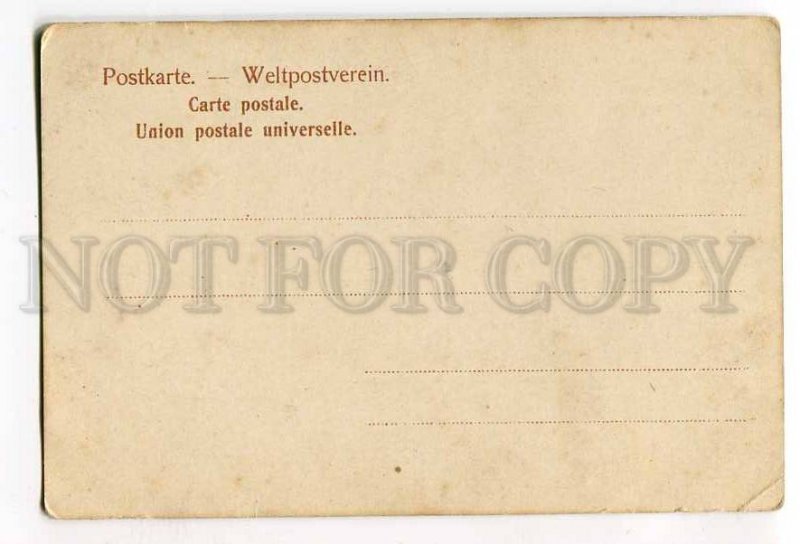 Postkarte. — Weltpostverein.
Carte postale.
Union postale universelle.
NOT FOR COPY